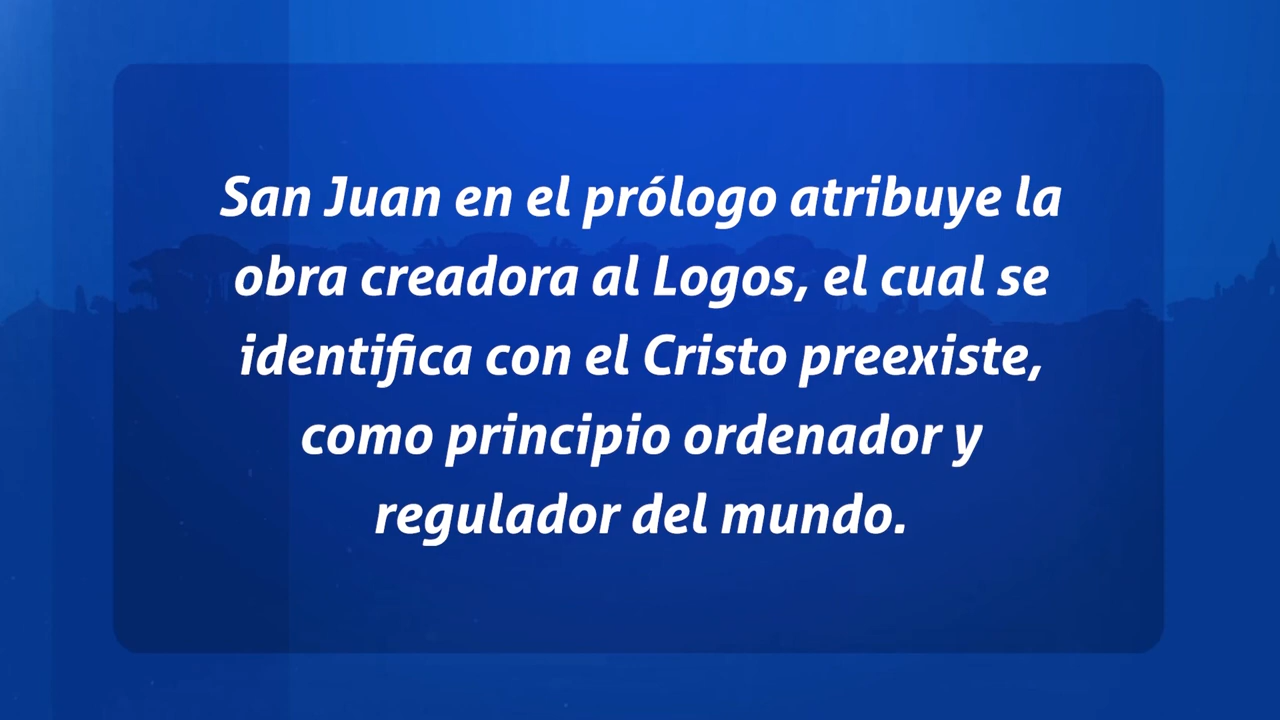 San Juan en el prólogo atribuye la
obra creadora al Logos, el cual se
identifica con el Cristo preexiste,
como principio ordenador y
regulador del mundo.